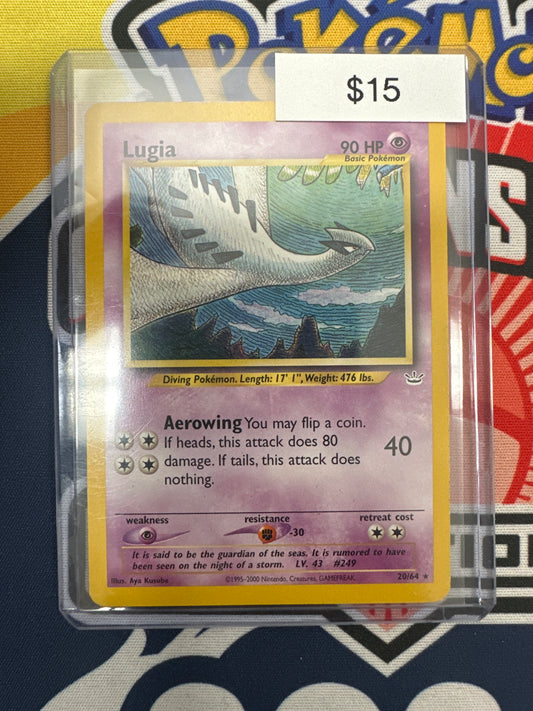 Pokémon
$15
Lugia
90 HP
Basic Pokémon
Diving Pokémon. Length: 17' 1", Weight: 476 lbs.
Aerowing You may flip a coin.
If heads, this attack does 80
damage. If tails, this attack does
nothing.
40
weakness
resistance
-30
retreat cost
It is said to be the guardian of the seas. It is rumored to have
been seen on the night of a storm. LV. 43 #249
Illus. Aya Kusube
©1995-2000 Nintendo, Creatures, GAMEFREAK.
20/64 ★